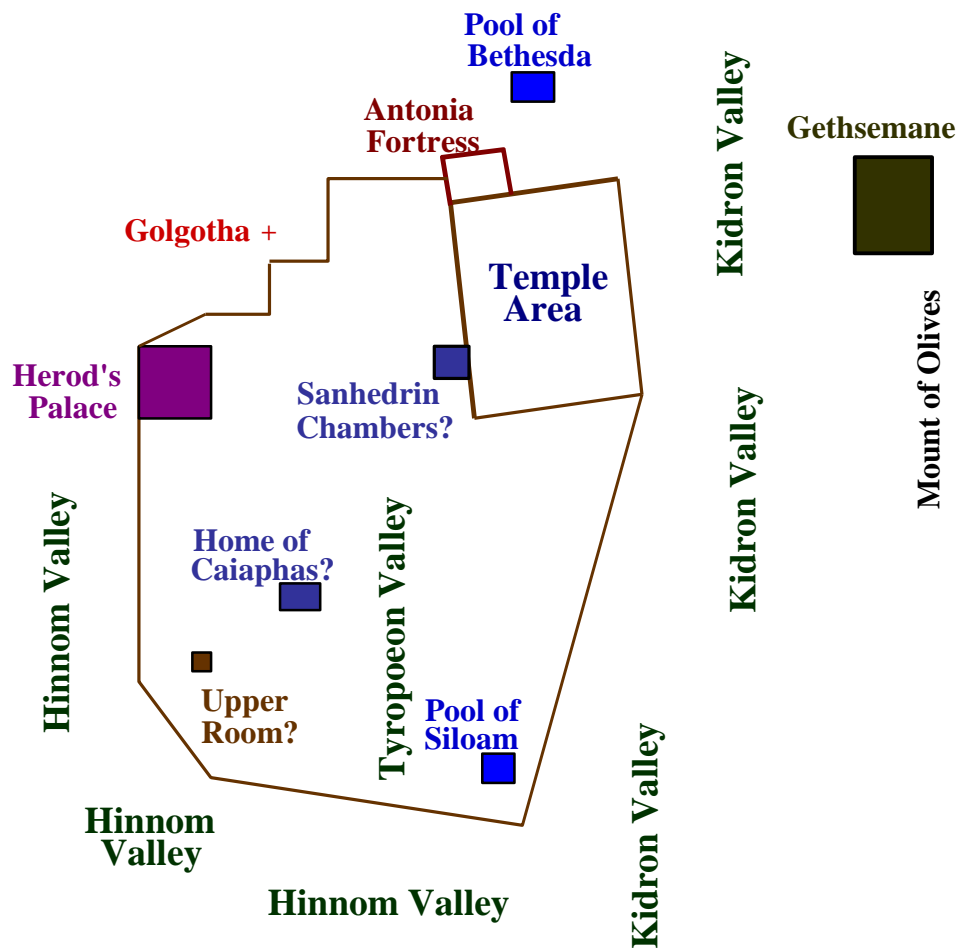 Pool of
Bethesda
Kidron Valley
Antonia
Fortress
Gethsemane
Golgotha +
Temple
Area
Mount of Olives
Herod's
Palace
Sanhedrin
Chambers?
Kidron Valley
Hinnom Valley
Tyropoeon Valley
Home of
Caiaphas?
Upper
Room?
Pool of
Siloam
Kidron Valley
Hinnom
Valley
Hinnom Valley